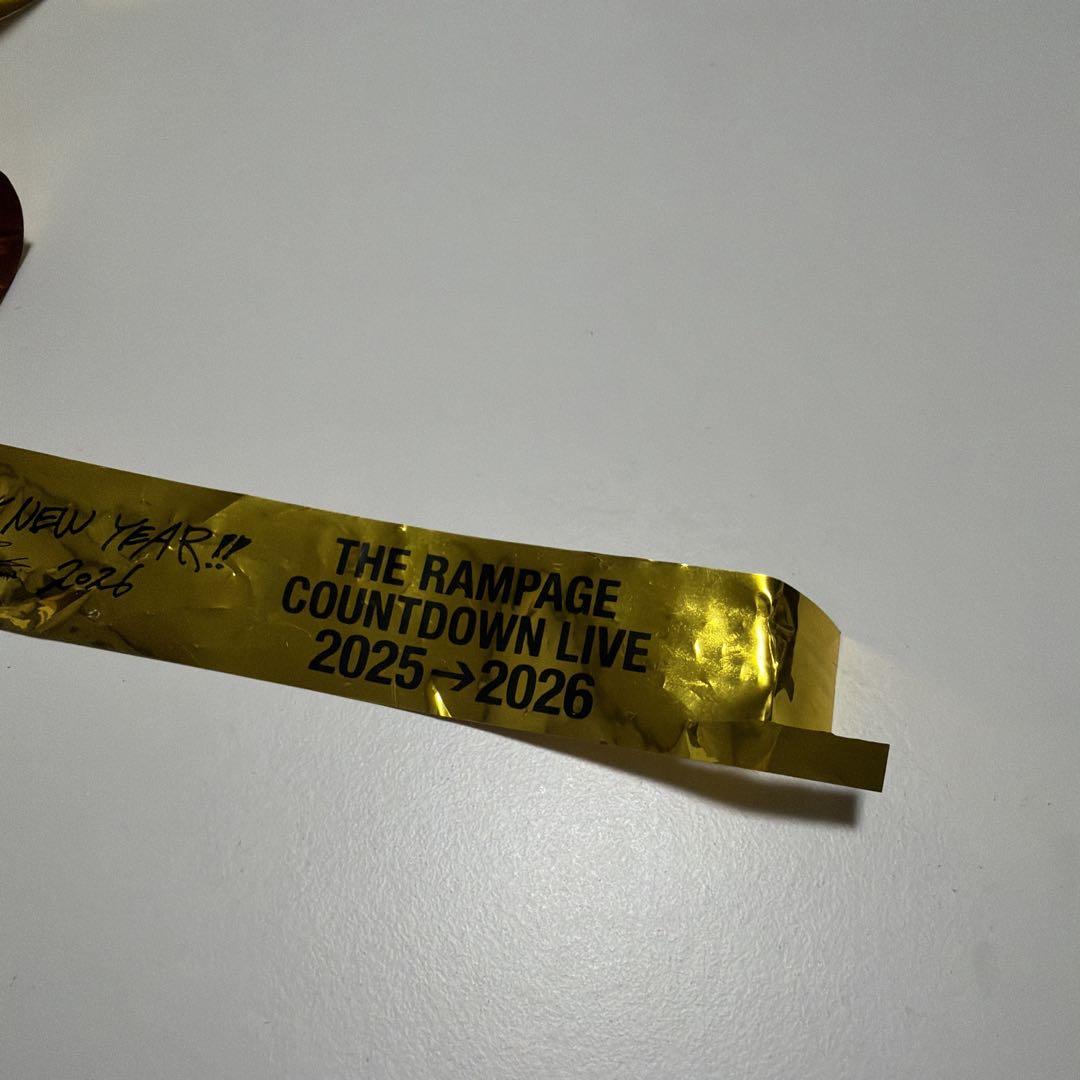 NEW YEAR!!
2026
THE RAMPAGE
COUNTDOWN LIVE
2025→2026